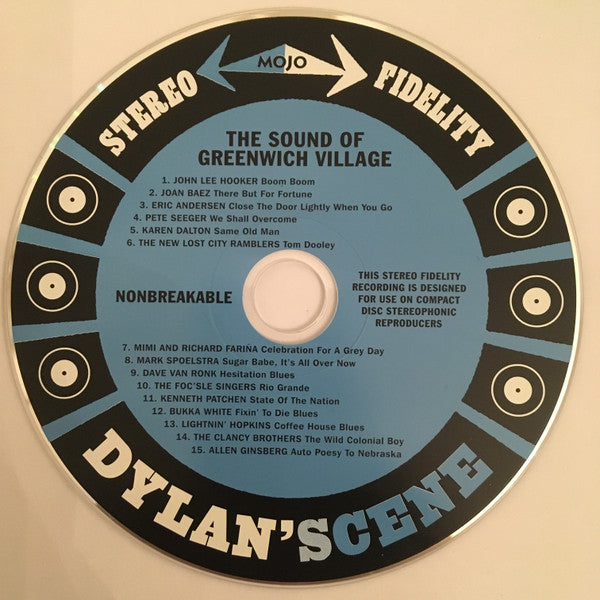 MOJO
STEREO FIDELITY
THE SOUND OF
GREENWICH VILLAGE
1. JOHN LEE HOOKER Boom Boom
2. JOAN BAEZ There But For Fortune
3. ERIC ANDERSEN Close The Door Lightly When You Go
4. PETE SEEGER We Shall Overcome
5. KAREN DALTON Same Old Man
6. THE NEW LOST CITY RAMBLERS Tom Dooley
NONBREAKABLE
THIS STEREO FIDELITY
RECORDING IS DESIGNED
FOR USE ON COMPACT
DISC STEREOPHONIC
REPRODUCERS
7. MIMI AND RICHARD FARIÑA Celebration For A Grey Day
8. MARK SPOELSTRA Sugar Babe, It's All Over Now
9. DAVE VAN RONK Hesitation Blues
10. THE FOC'SLE SINGERS Rio Grande
11. KENNETH PATCHEN State Of The Nation
12. BUKKA WHITE Fixin' To Die Blues
13. LIGHTNIN' HOPKINS Coffee House Blues
14. THE CLANCY BROTHERS The Wild Colonial Boy
15. ALLEN GINSBERG Auto Poesy To Nebraska
DYLAN'SCENE